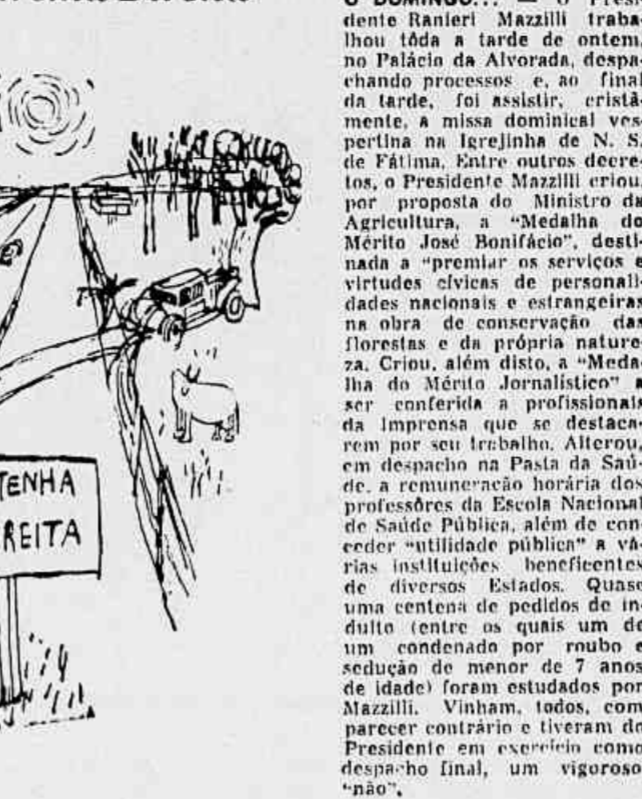 TENHA
REITA
O DOMINGO... — O Presi-
dente Ranieri Mazzilli traba-
lhou tôda a tarde de ontem,
no Palácio da Alvorada, despa-
chando processos e, ao final
da tarde, foi assistir, cristã-
mente, a missa dominical ves-
pertina na Igrejinha de N. S.
de Fátima. Entre outros decre-
tos, o Presidente Mazzilli criou,
por proposta do Ministro da
Agricultura, a "Medalha do
Mérito José Bonifácio", desti-
nada a "premiar os serviços e
virtudes cívicas de personali-
dades nacionais e estrangeiras
na obra de conservação das
florestas e da própria nature-
za. Criou, além disto, a "Meda-
lha do Mérito Jornalístico" a
ser conferida a profissionais
da Imprensa que se destaca-
rem por seu trabalho. Alterou,
em despacho na Pasta da Saú-
de, a remuneração horária dos
professôres da Escola Nacional
de Saúde Pública, além de con-
ceder "utilidade pública" a vá-
rias instituições beneficentes
de diversos Estados. Quase
uma centena de pedidos de in-
dulto (entre os quais um de
um condenado por roubo e
sedução de menor de 7 anos
de idade) foram estudados por
Mazzilli. Vinham, todos, com
parecer contrário e tiveram do
Presidente em exercício como
despacho final, um vigoroso
"não".